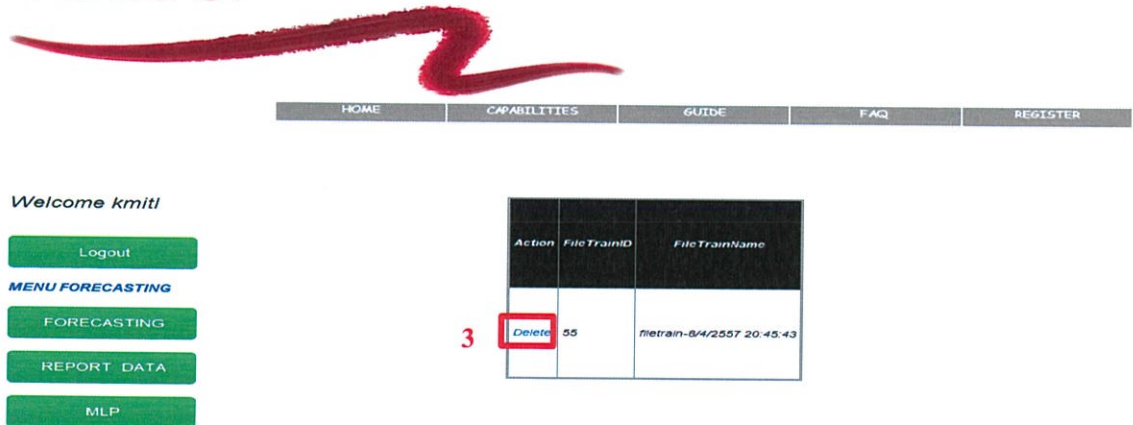 HOME CAPABILITIES GUIDE FAQ REGISTER
Welcome kmitl
Logout
MENU FORECASTING
FORECASTING
REPORT DATA
MLP
Action FileTrainID FileTrainName
3 Delete 55 filetrain-8/4/2557 20:45:43